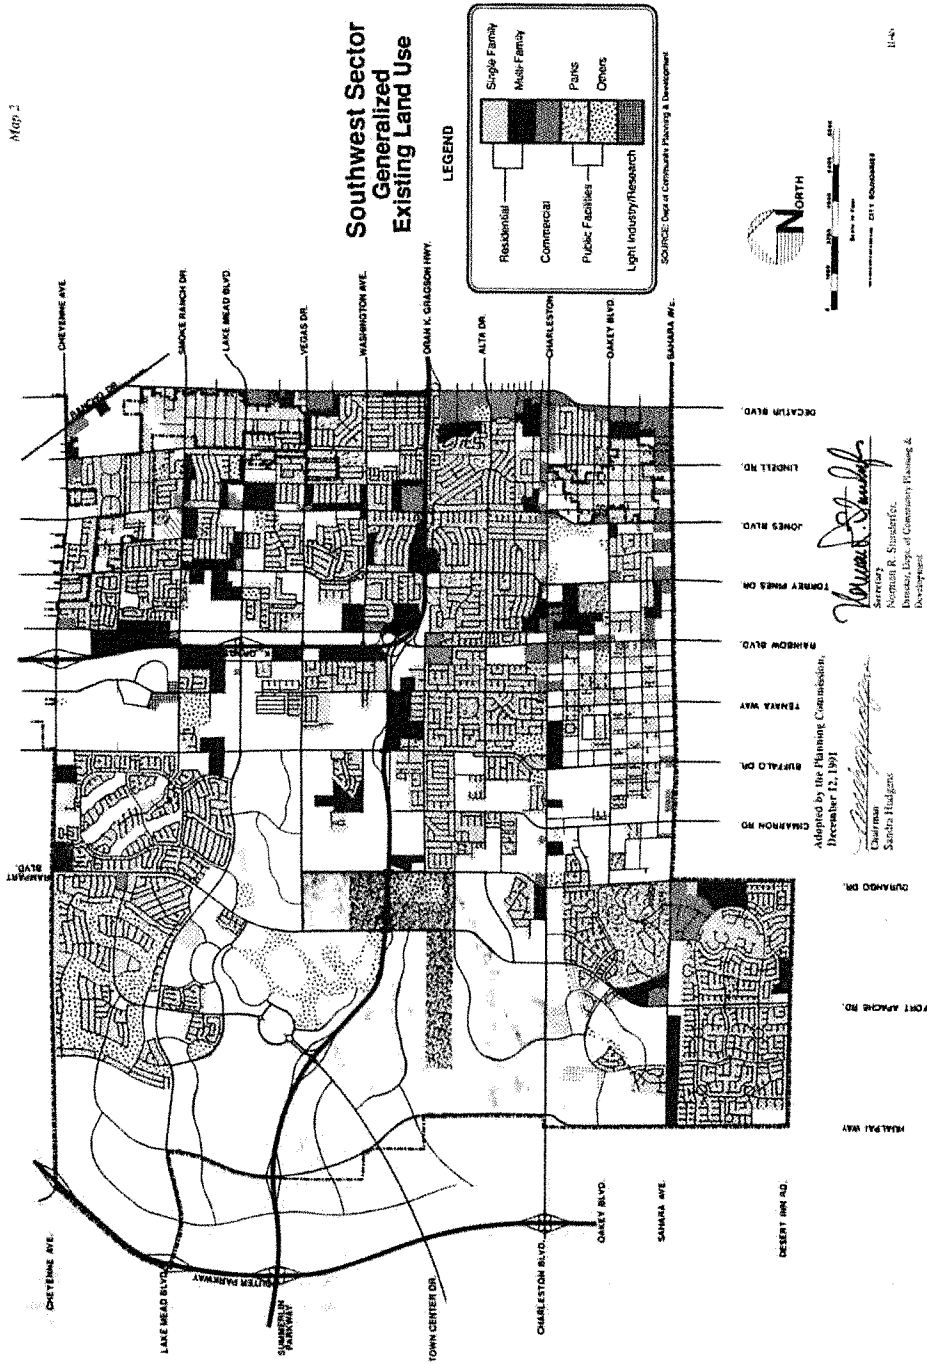 Map 2
Southwest Sector
Generalized
Existing Land Use
LEGEND
Residential
Single Family
Multi-Family
Commercial
Public Facilities
Parks
Others
Light Industry/Research
SOURCE: Dept of Community Planning & Development
NORTH
Scale in Feet
CITY BOUNDARIES
CHEYENNE AVE.
SMOKE RANCH DR.
LAKE MEAD BLVD.
VEGAS DR.
WASHINGTON AVE.
ORAN K. GRAGSON HWY.
ALTA DR.
CHARLESTON
OAKEY BLVD.
SAHARA AVE.
RANCHO DR.
DECATUR BLVD.
LINDELL RD.
JONES BLVD.
TORREY PINES DR
RAINBOW BLVD.
TENAYA WAY
BUFFALO DR.
CIMARRON RD
DURANGO DR.
FORT APACHE RD.
HUALPAI WAY
RAMPART
BLVD.
CHEYENNE AVE.
LAKE MEAD BLVD.
OUTER PARKWAY
SUMMERLIN
PARKWAY
TOWN CENTER DR.
CHARLESTON BLVD.
OAKEY BLVD.
SAHARA AVE.
DESERT INN RD.
Adopted by the Planning Commission,
December 12, 1991
Chairman
Sandra Hudgens
Secretary
Norman R. Standerfer,
Director, Dept. of Community Planning &
Development